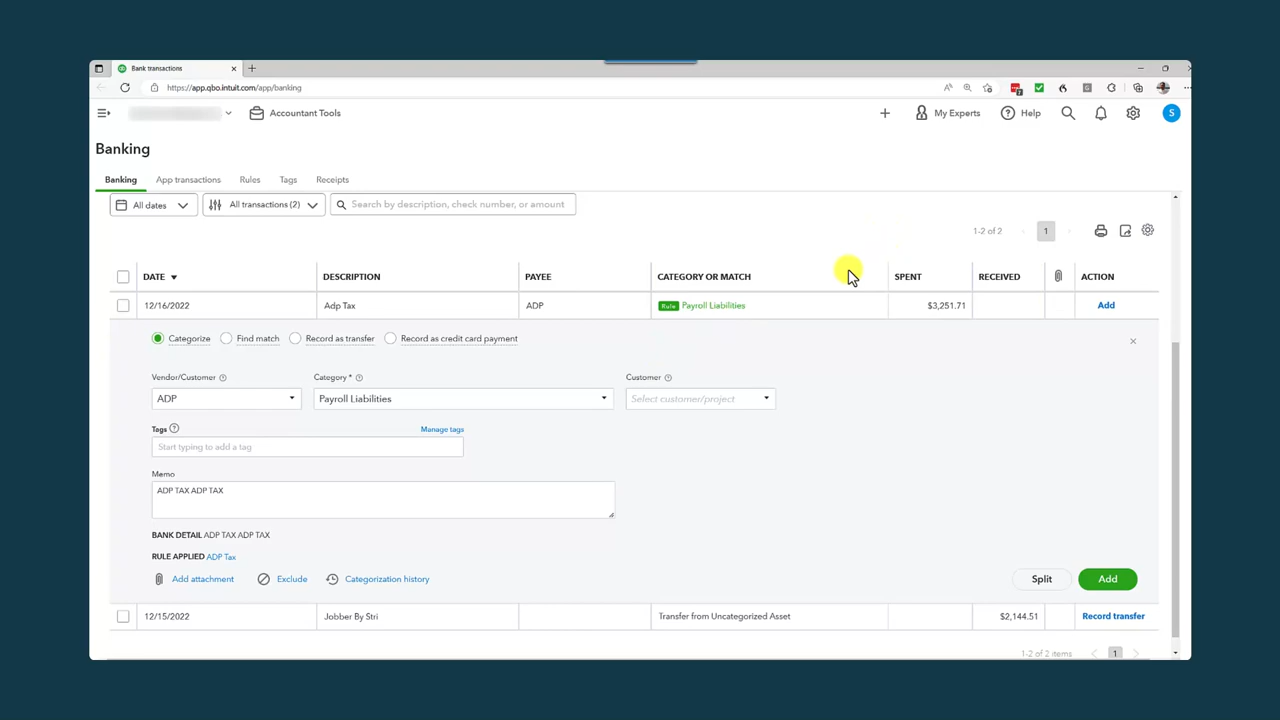 Bank transactions
https://app.qbo.intuit.com/app/banking
Accountant Tools
My Experts
Help
S
Banking
Banking App transactions Rules Tags Receipts
All dates All transactions (2) Search by description, check number, or amount
1-2 of 2 1
DATE DESCRIPTION PAYEE CATEGORY OR MATCH SPENT RECEIVED ACTION
12/16/2022 Adp Tax ADP Rule Payroll Liabilities $3,251.71 Add
Categorize Find match Record as transfer Record as credit card payment
Vendor/Customer Category * Customer
ADP Payroll Liabilities Select customer/project
Tags Manage tags
Start typing to add a tag
Memo
ADP TAX ADP TAX
BANK DETAIL ADP TAX ADP TAX
RULE APPLIED ADP Tax
Add attachment Exclude Categorization history Split Add
12/15/2022 Jobber By Stri Transfer from Uncategorized Asset $2,144.51 Record transfer
1-2 of 2 items 1